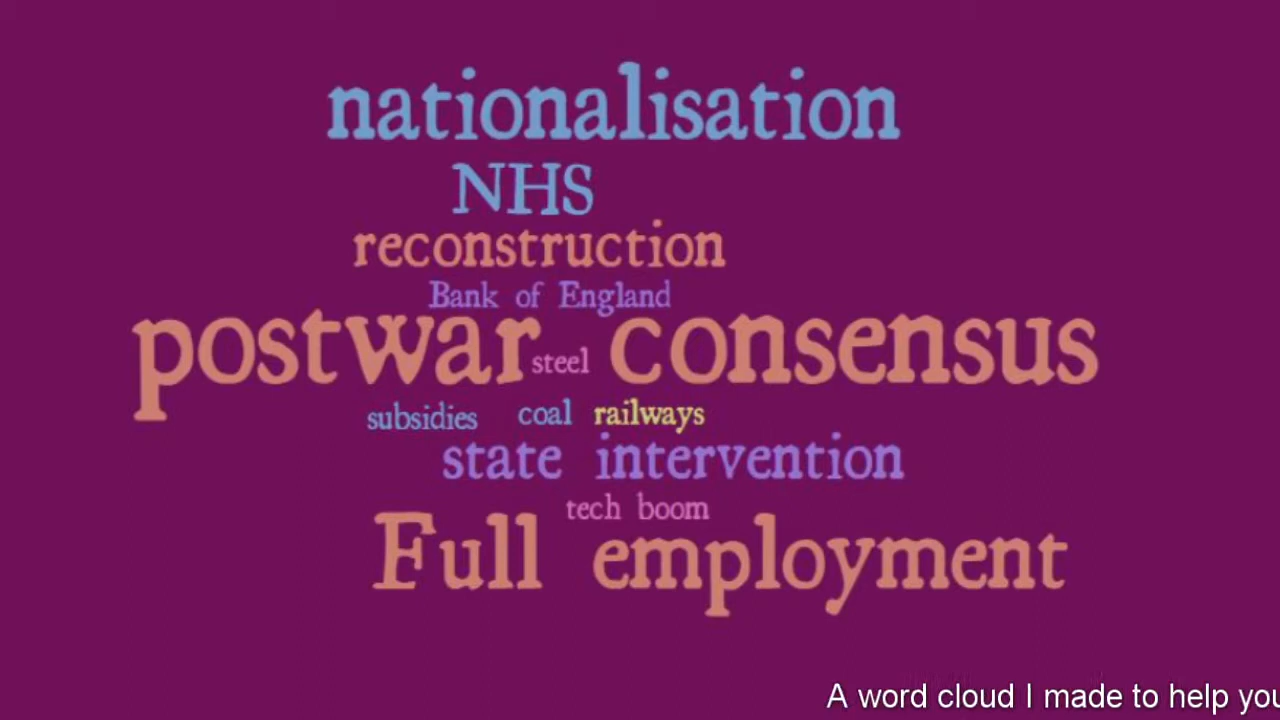 nationalisation
NHS
reconstruction
Bank of England
postwar consensus
steel
subsidies coal railways
state intervention
tech boom
Full employment
A word cloud I made to help you